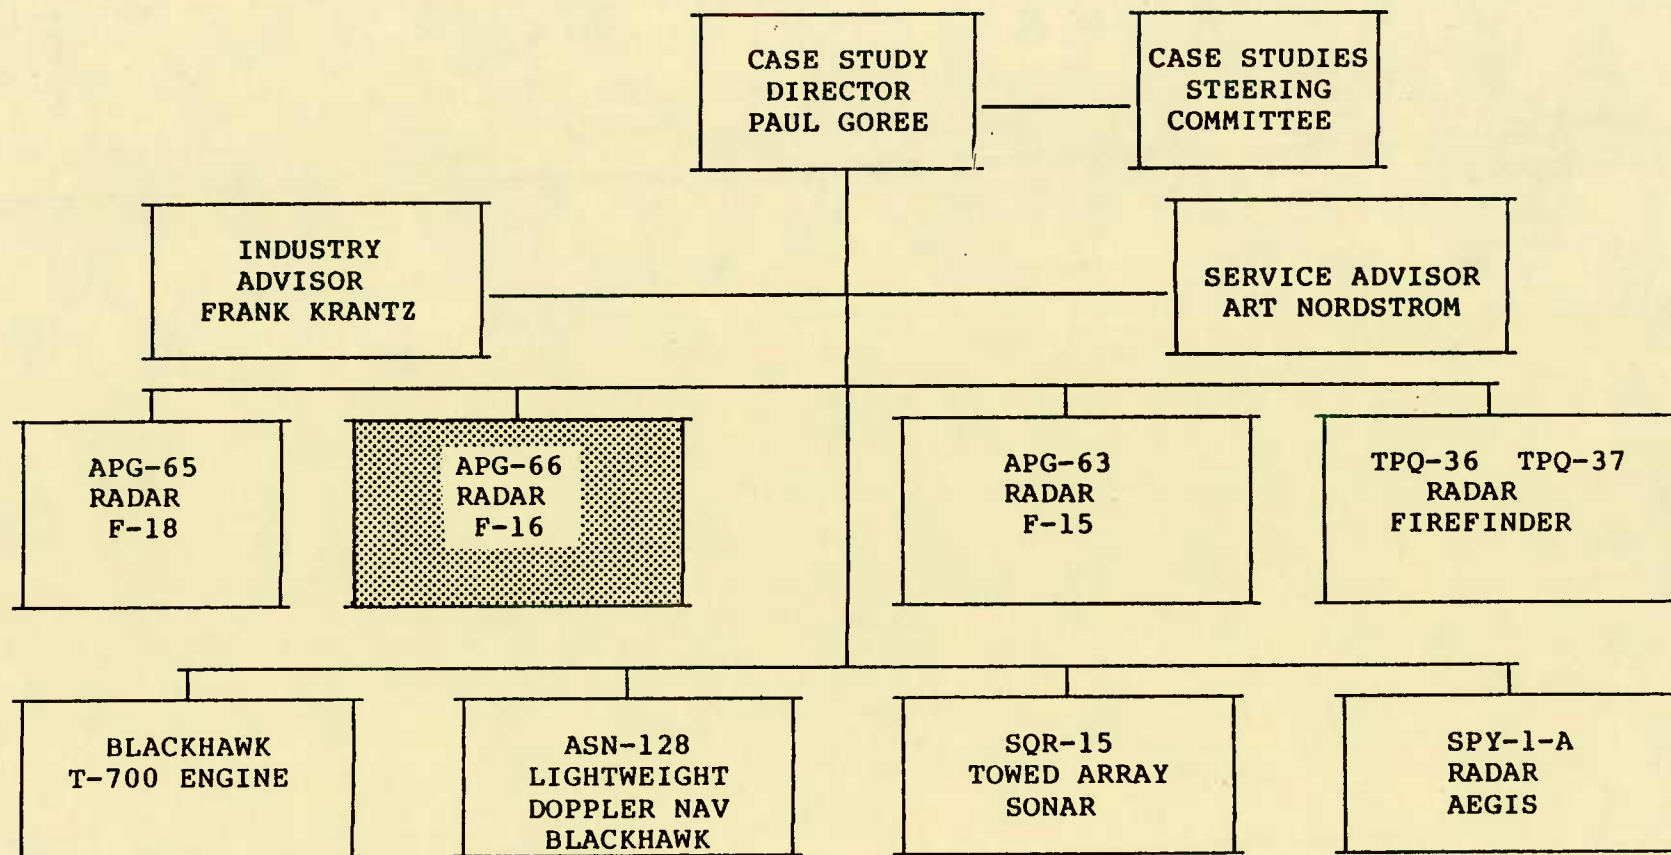 CASE STUDY
DIRECTOR
PAUL GOREE
CASE STUDIES
STEERING
COMMITTEE
INDUSTRY
ADVISOR
FRANK KRANTZ
SERVICE ADVISOR
ART NORDSTROM
APG-65
RADAR
F-18
APG-66
RADAR
F-16
APG-63
RADAR
F-15
TPQ-36 TPQ-37
RADAR
FIREFINDER
BLACKHAWK
T-700 ENGINE
ASN-128
LIGHTWEIGHT
DOPPLER NAV
BLACKHAWK
SQR-15
TOWED ARRAY
SONAR
SPY-1-A
RADAR
AEGIS